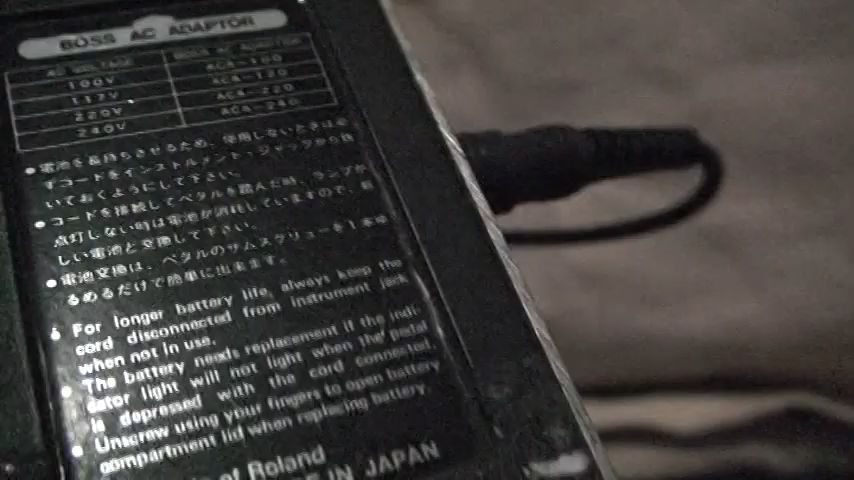 BOSS AC ADAPTOR
AC VOLTAGE BOSS AC ADAPTOR
100V ACA-100
117V ACA-120
220V ACA-220
240V ACA-240
● 電池を長持ちさせるため、使用しないときは必
ずコードをインストルメント・ジャックから抜
いておくようにして下さい。
● コードを接続してペダルを踏んだ時、ランプが
点灯しない時は電池が消耗していますので、新
しい電池と交換して下さい。
● 電池交換は、ペダルのサムスクリューを1本ゆ
るめるだけで簡単に出来ます。
● For longer battery life, always keep the
cord disconnected from instrument jack
when not in use.
● The battery needs replacement if the indi-
cator light will not light when the pedal
is depressed with the cord connected.
● Unscrew using your fingers to open battery
compartment lid when replacing battery.
of Roland
IN JAPAN